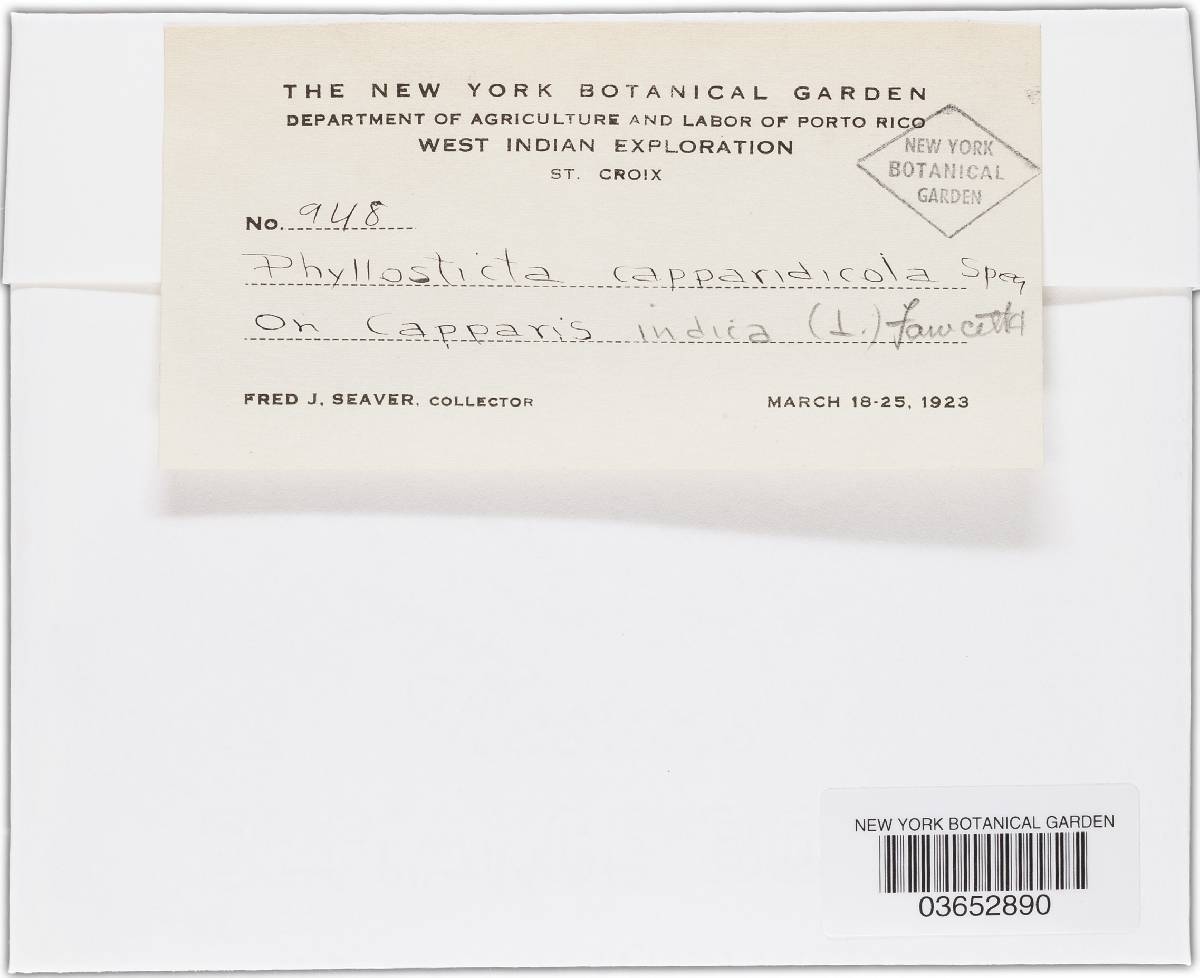 THE NEW YORK BOTANICAL GARDEN
DEPARTMENT OF AGRICULTURE AND LABOR OF PORTO RICO
WEST INDIAN EXPLORATION
ST. CROIX
NEW YORK
BOTANICAL
GARDEN
No. 948
Phyllosticta capparidicola Speg
On Capparis indica (L.) Fawcett &
FRED J. SEAVER, COLLECTOR MARCH 18-25, 1923
NEW YORK BOTANICAL GARDEN
03652890